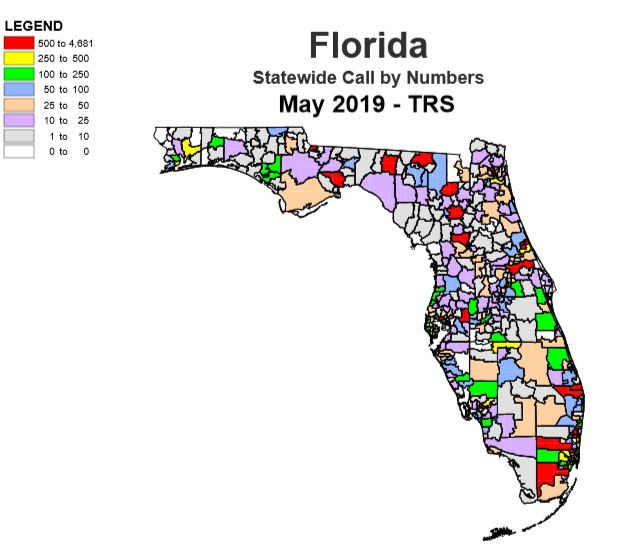 LEGEND
500 to 4,681
250 to 500
100 to 250
50 to 100
25 to 50
10 to 25
1 to 10
0 to 0
Florida
Statewide Call by Numbers
May 2019 - TRS